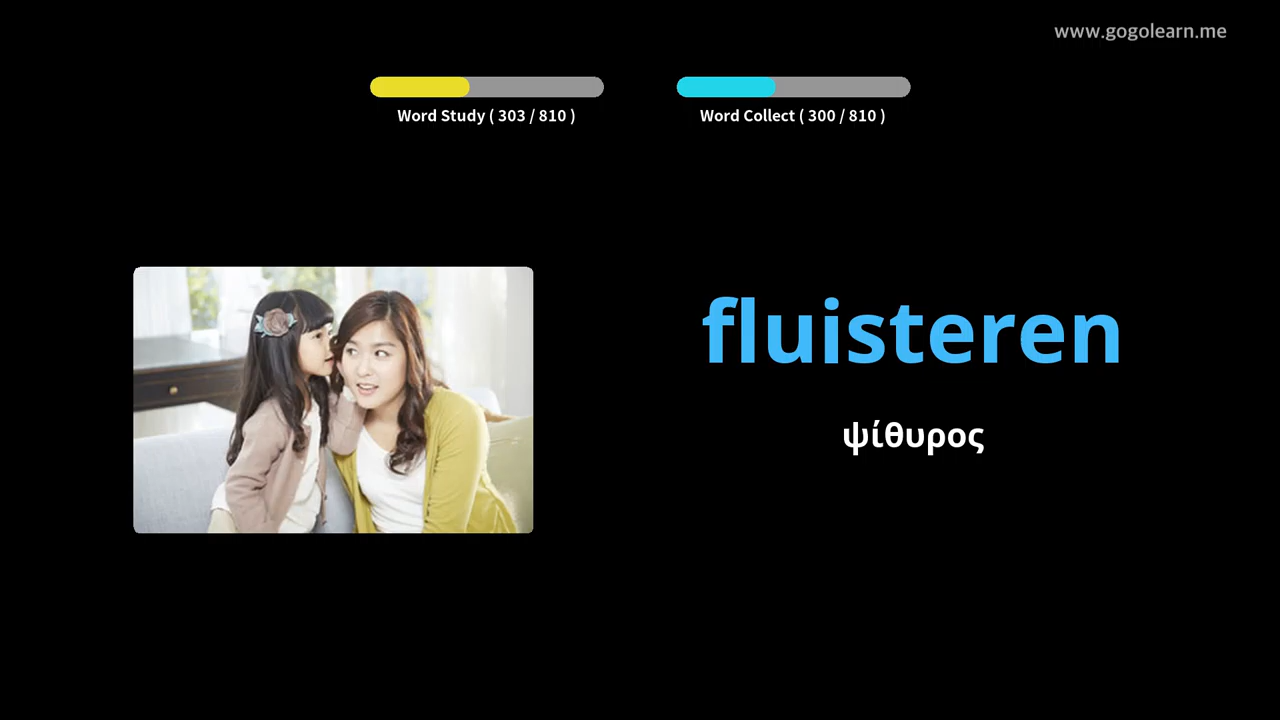 www.gogolearn.me
Word Study ( 303 / 810 )
Word Collect ( 300 / 810 )
fluisteren
ψίθυρος